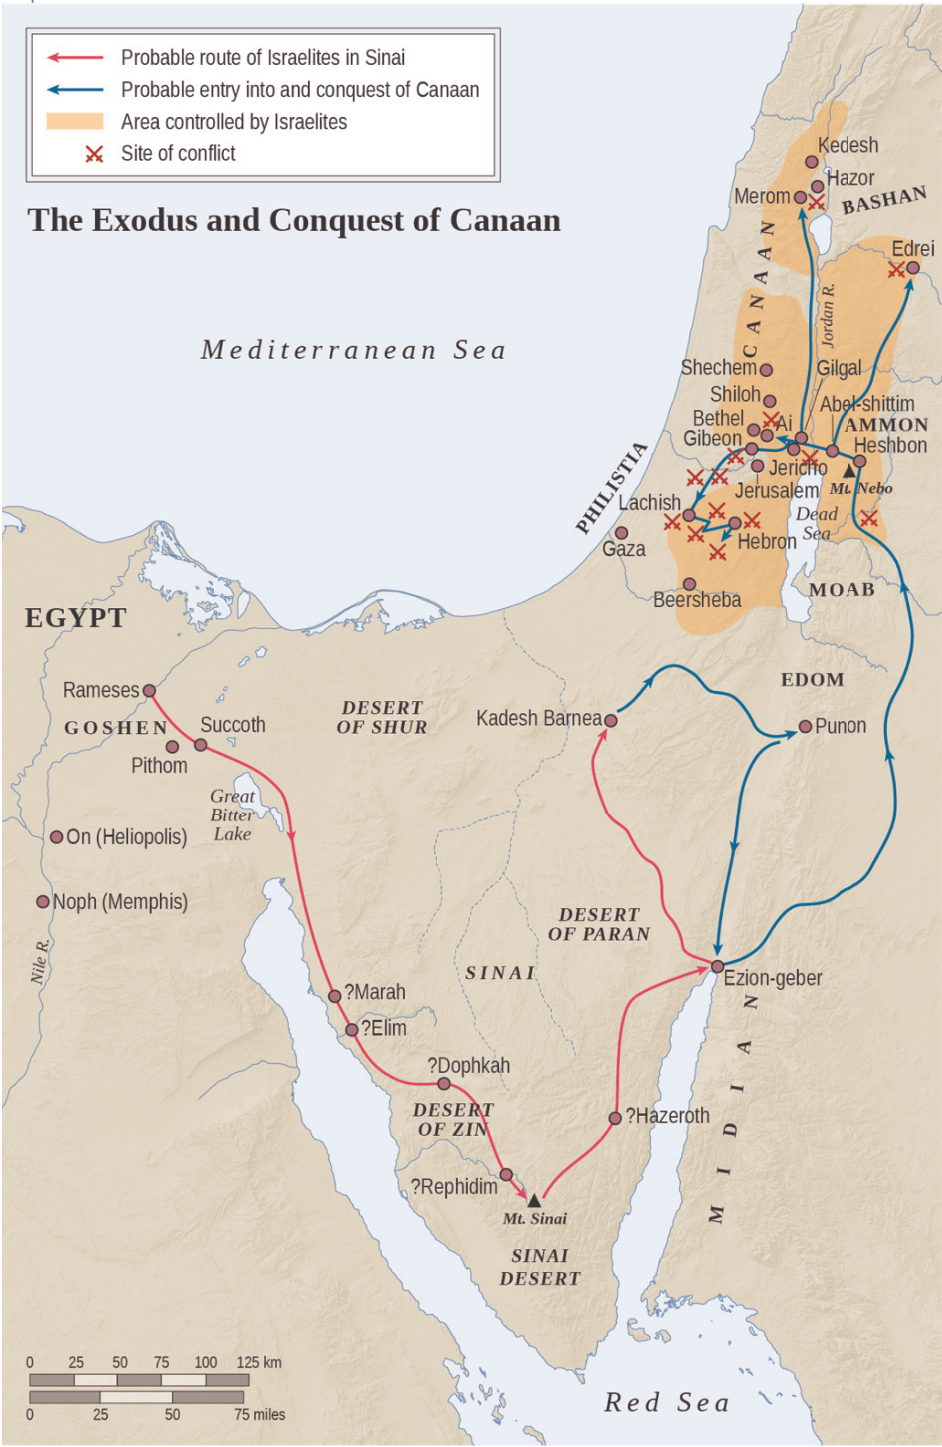 Probable route of Israelites in Sinai
Probable entry into and conquest of Canaan
Area controlled by Israelites
Site of conflict
The Exodus and Conquest of Canaan
Kedesh
Hazor
Merom
BASHAN
Edrei
CANAAN
Mediterranean Sea
Jordan R.
Shechem
Gilgal
Shiloh
Abel-shittim
Bethel
Ai
AMMON
Gibeon
Heshbon
PHILISTIA
Jericho
Jerusalem
Mt. Nebo
Lachish
Dead
Sea
Hebron
Gaza
MOAB
Beersheba
EGYPT
EDOM
Rameses
DESERT
OF SHUR
Kadesh Barnea
Punon
GOSHEN
Succoth
Pithom
Great
Bitter
Lake
On (Heliopolis)
Noph (Memphis)
DESERT
OF PARAN
Nile R.
SINAI
Ezion-geber
?Marah
?Elim
MIDIAN
?Dophkah
DESERT
OF ZIN
?Hazeroth
?Rephidim
Mt. Sinai
SINAI
DESERT
0 25 50 75 100 125 km
0 25 50 75 miles
Red Sea